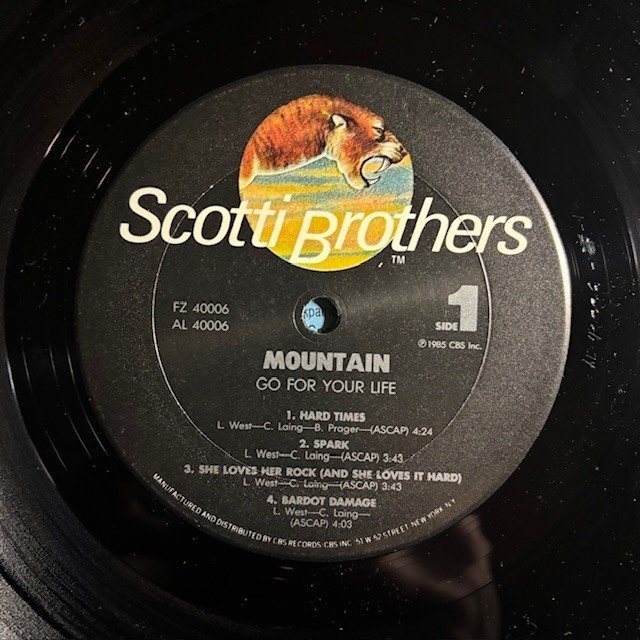 Scotti Brothers
TM
FZ 40006
AL 40006
SIDE 1
℗1985 CBS Inc.
MOUNTAIN
GO FOR YOUR LIFE
1. HARD TIMES
L. West—C. Laing—B. Prager—(ASCAP) 4:24
2. SPARK
L. West—C. Laing—(ASCAP) 3:43
3. SHE LOVES HER ROCK (AND SHE LOVES IT HARD)
L. West—C. Laing—(ASCAP) 3:43
4. BARDOT DAMAGE
L. West—C. Laing—
(ASCAP) 4:03
MANUFACTURED AND DISTRIBUTED BY CBS RECORDS/CBS INC. 51 W. 52 STREET, NEW YORK, N.Y.